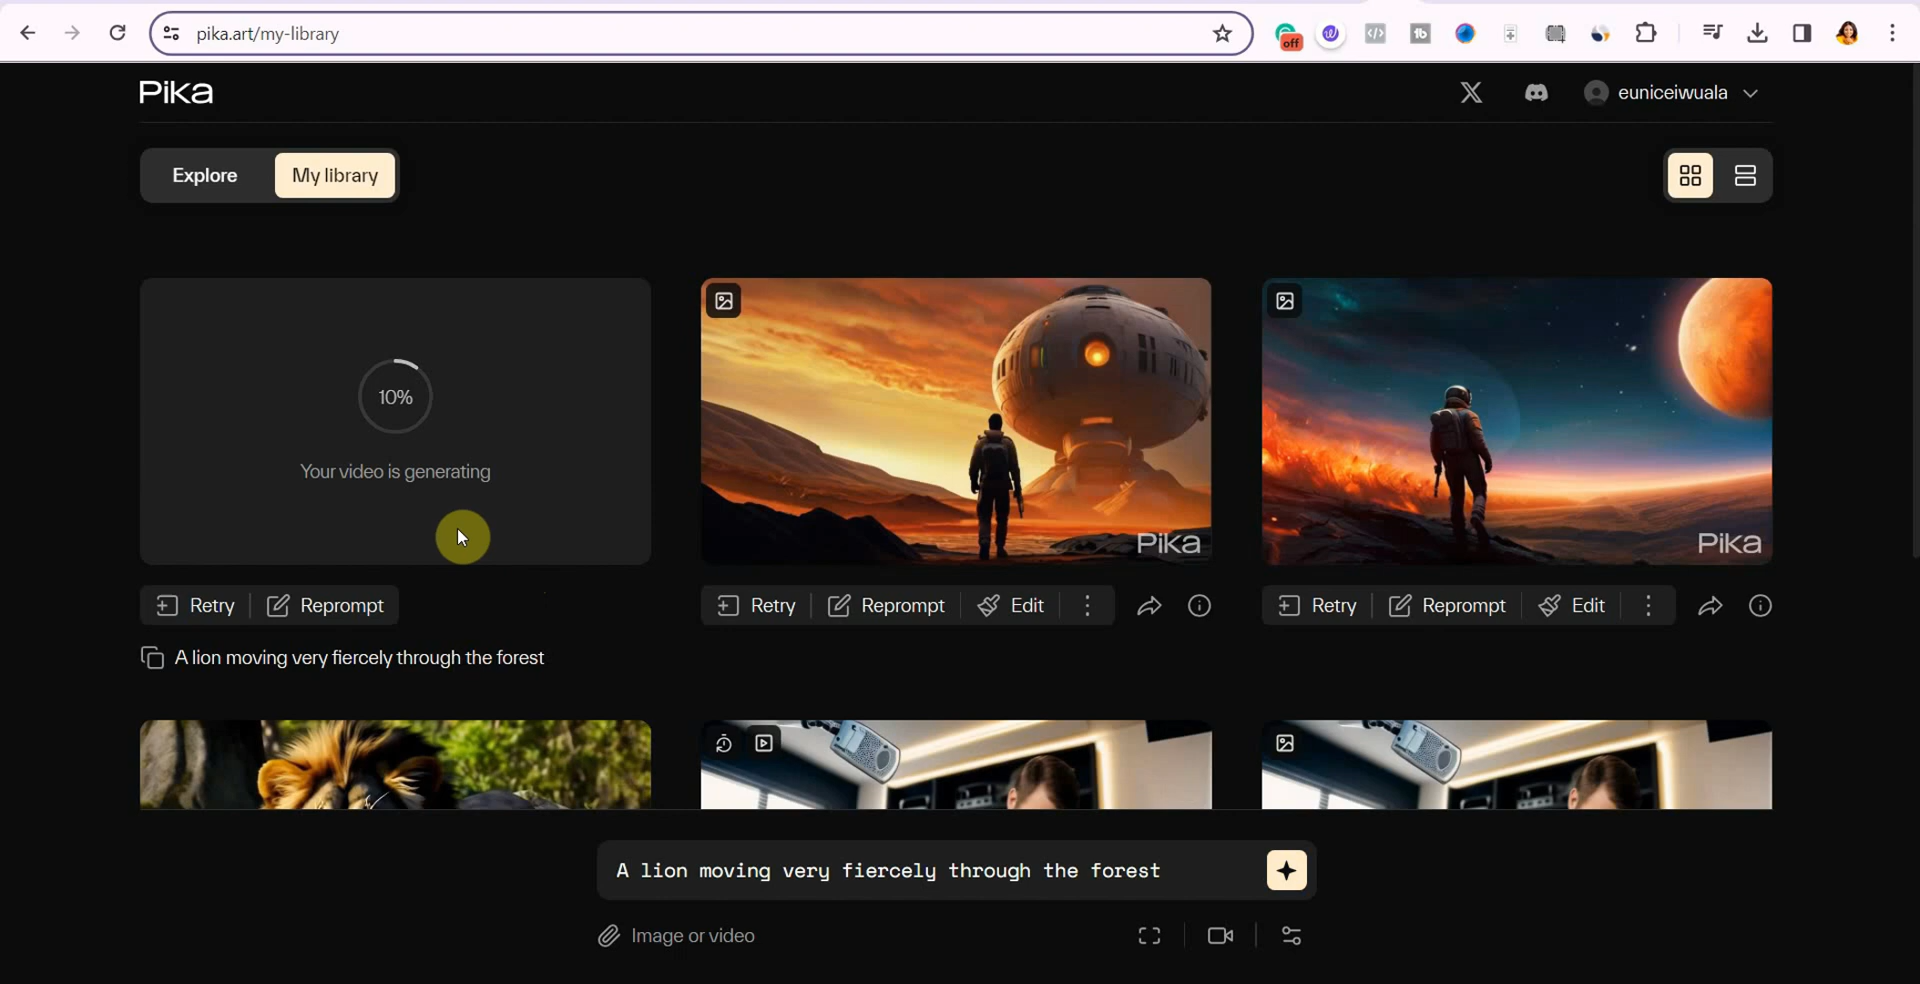 pika.art/my-library
off
Pika
euniceiwuala
Explore
My library
10%
Your video is generating
Pika
Pika
Retry
Reprompt
Retry
Reprompt
Edit
Retry
Reprompt
Edit
A lion moving very fiercely through the forest
A lion moving very fiercely through the forest
Image or video